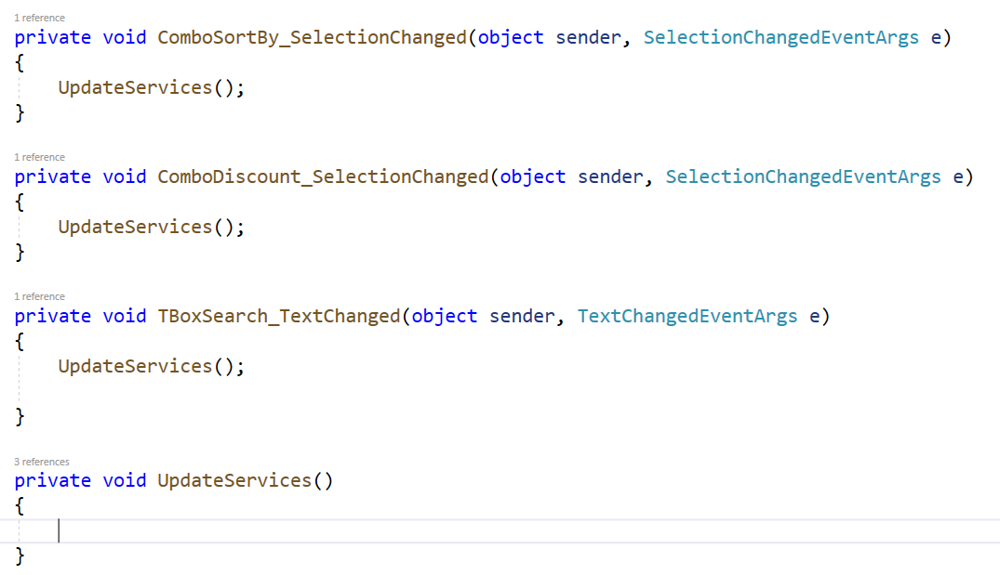 1 reference
private void ComboSortBy_SelectionChanged(object sender, SelectionChangedEventArgs e)
{
UpdateServices();
}
1 reference
private void ComboDiscount_SelectionChanged(object sender, SelectionChangedEventArgs e)
{
UpdateServices();
}
1 reference
private void TBoxSearch_TextChanged(object sender, TextChangedEventArgs e)
{
UpdateServices();
}
3 references
private void UpdateServices()
{
}